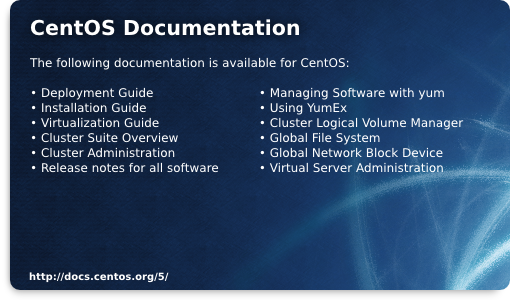 CentOS Documentation
The following documentation is available for CentOS:
• Deployment Guide
• Installation Guide
• Virtualization Guide
• Cluster Suite Overview
• Cluster Administration
• Release notes for all software
• Managing Software with yum
• Using YumEx
• Cluster Logical Volume Manager
• Global File System
• Global Network Block Device
• Virtual Server Administration
http://docs.centos.org/5/